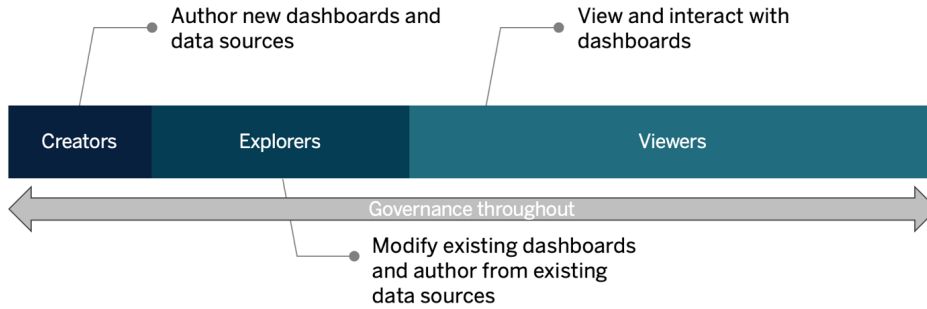 Author new dashboards and
data sources
View and interact with
dashboards
Creators
Explorers
Viewers
Governance throughout
Modify existing dashboards
and author from existing
data sources